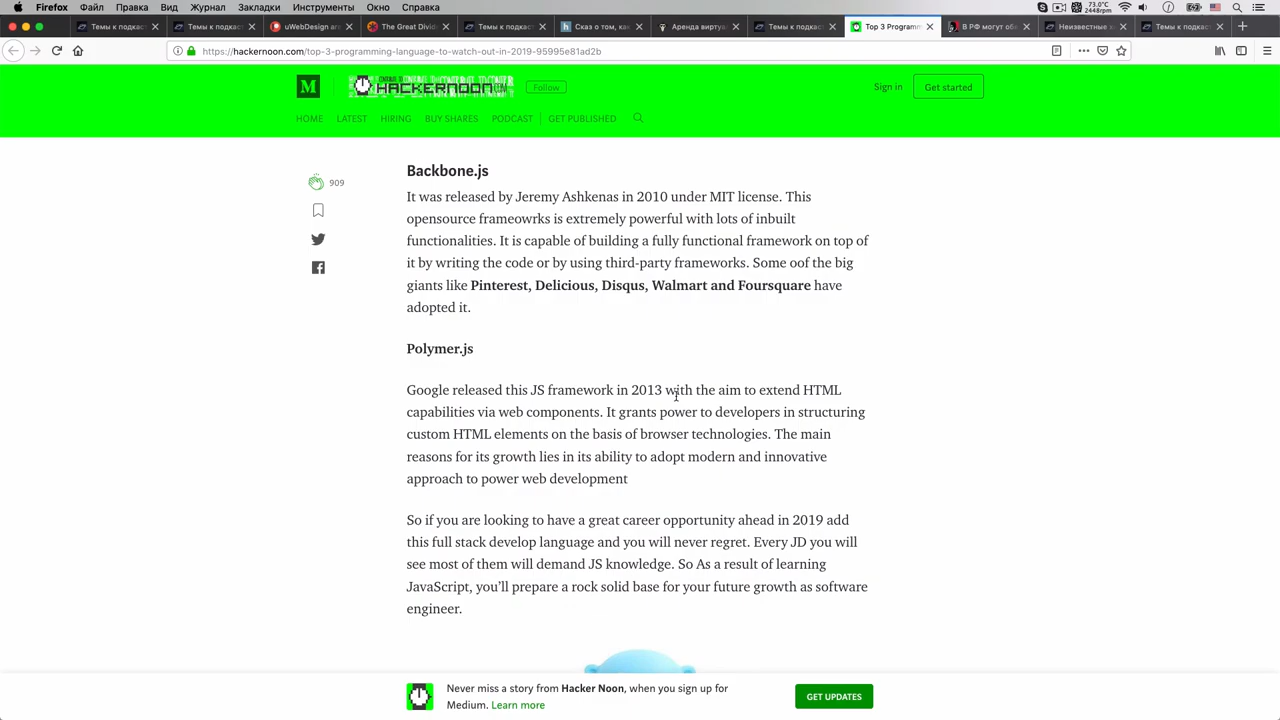 Firefox Файл Правка Вид Журнал Закладки Инструменты Окно Справка 73.0°C 2448rpm
Темы к подкаст Темы к подкаст uWebDesign an The Great Divid Темы к подкаст Сказ о том, как Аренда виртуа Темы к подкаст Top 3 Programm В РФ могут обе Неизвестные х Темы к подкаст
https://hackernoon.com/top-3-programming-language-to-watch-out-in-2019-95995e81ad2b
M HACKERNOON Follow Sign in Get started
HOME LATEST HIRING BUY SHARES PODCAST GET PUBLISHED
Backbone.js
909
It was released by Jeremy Ashkenas in 2010 under MIT license. This
opensource frameowrks is extremely powerful with lots of inbuilt
functionalities. It is capable of building a fully functional framework on top of
it by writing the code or by using third-party frameworks. Some oof the big
giants like Pinterest, Delicious, Disqus, Walmart and Foursquare have
adopted it.
Polymer.js
Google released this JS framework in 2013 with the aim to extend HTML
capabilities via web components. It grants power to developers in structuring
custom HTML elements on the basis of browser technologies. The main
reasons for its growth lies in its ability to adopt modern and innovative
approach to power web development
So if you are looking to have a great career opportunity ahead in 2019 add
this full stack develop language and you will never regret. Every JD you will
see most of them will demand JS knowledge. So As a result of learning
JavaScript, you’ll prepare a rock solid base for your future growth as software
engineer.
Never miss a story from Hacker Noon, when you sign up for
Medium. Learn more
GET UPDATES